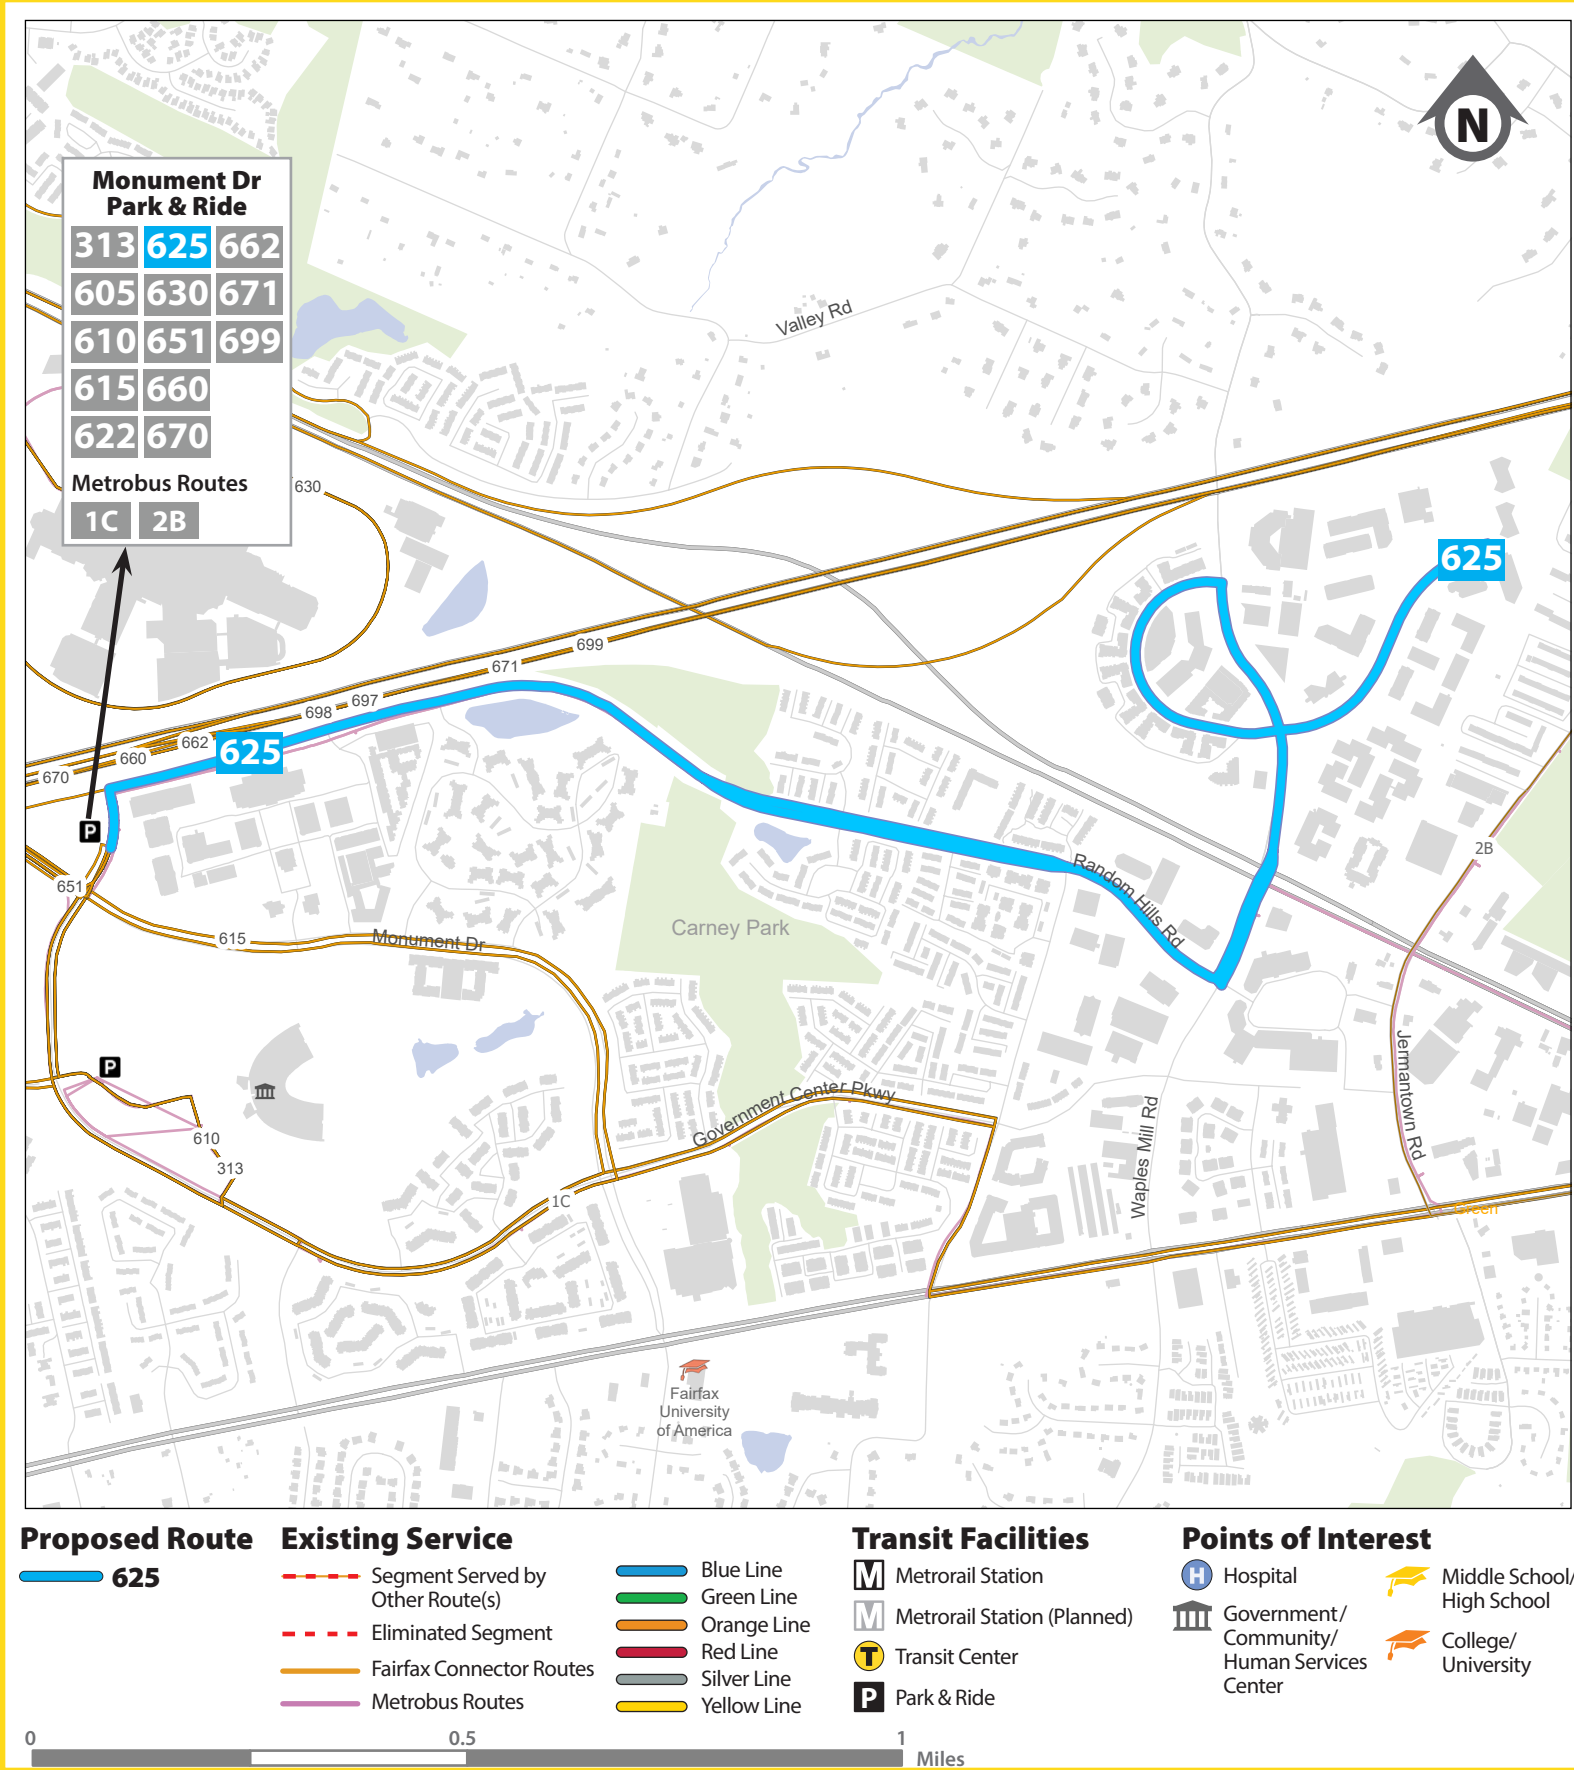 N
Monument Dr
Park & Ride
313 625 662
605 630 671
610 651 699
615 660
622 670
Metrobus Routes
1C 2B
Valley Rd
630
625
699
671
697
698
662
625
660
670
P
2B
651
Random Hills Rd
Carney Park
615
Monument Dr
P
Jermantown Rd
Government Center Pkwy
Waples Mill Rd
610
313
1C
Green
Fairfax
University
of America
Proposed Route
625
Existing Service
Segment Served by
Other Route(s)
Eliminated Segment
Fairfax Connector Routes
Metrobus Routes
Blue Line
Green Line
Orange Line
Red Line
Silver Line
Yellow Line
Transit Facilities
M Metrorail Station
M Metrorail Station (Planned)
T Transit Center
P Park & Ride
Points of Interest
H Hospital
Government/
Community/
Human Services
Center
Middle School/
High School
College/
University
0 0.5 1
Miles